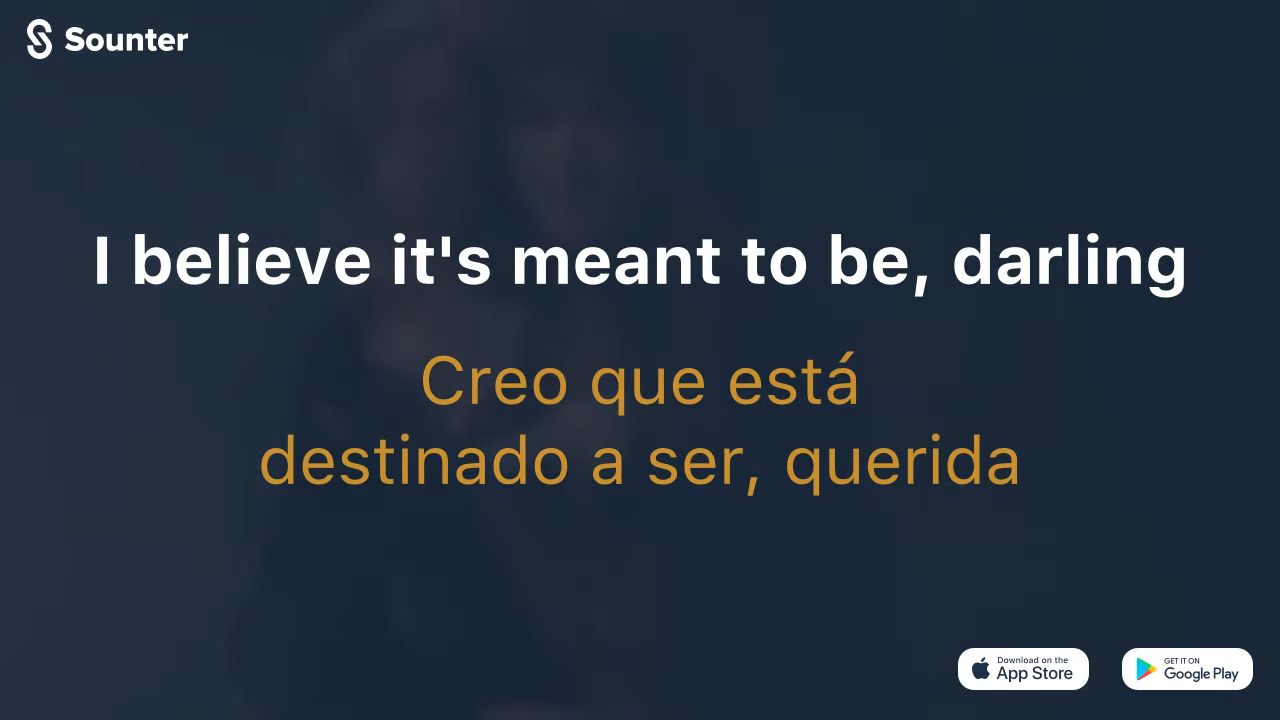 Sounter
I believe it's meant to be, darling
Creo que está
destinado a ser, querida
Download on the
App Store
GET IT ON
Google Play